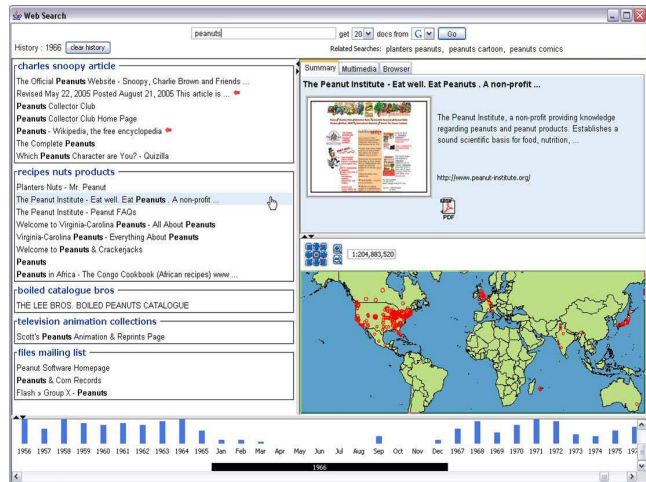 Web Search
peanuts get 20 docs from G Go
History : 1966 clear history Related Searches: planters peanuts, peanuts cartoon, peanuts comics
charles snoopy article
The Official Peanuts Website - Snoopy, Charlie Brown and Friends ...
Revised May 22, 2005 Posted August 21, 2005 This article is ...
Peanuts Collector Club
Peanuts Collector Club Home Page
Peanuts - Wikipedia, the free encyclopedia
The Complete Peanuts
Which Peanuts Character are You? - Quizilla
recipes nuts products
Planters Nuts - Mr. Peanut
The Peanut Institute - Eat well. Eat Peanuts . A non-profit ...
The Peanut Institute - Peanut FAQs
Welcome to Virginia-Carolina Peanuts - All About Peanuts
Virginia-Carolina Peanuts - Everything About Peanuts
Welcome to Peanuts & Crackerjacks
Peanuts
Peanuts in Africa - The Congo Cookbook (African recipes) www ...
boiled catalogue bros
THE LEE BROS. BOILED PEANUTS CATALOGUE
television animation collections
Scott's Peanuts Animation & Reprints Page
files mailing list
Peanut Software Homepage
Peanuts & Corn Records
Flash » Group X - Peanuts
Summary Multimedia Browser
The Peanut Institute - Eat well. Eat Peanuts . A non-profit ...
The Peanut Institute, a non-profit providing knowledge
regarding peanuts and peanut products. Establishes a
sound scientific basis for food, nutrition, ...
http://www.peanut-institute.org/
PDF
1:204,883,520
1956 1957 1958 1959 1960 1961 1962 1963 1964 1965 Jan Feb Mar Apr May Jun Jul Aug Sep Oct Nov Dec 1967 1968 1969 1970 1971 1972 1973 1974 1975 197
1966